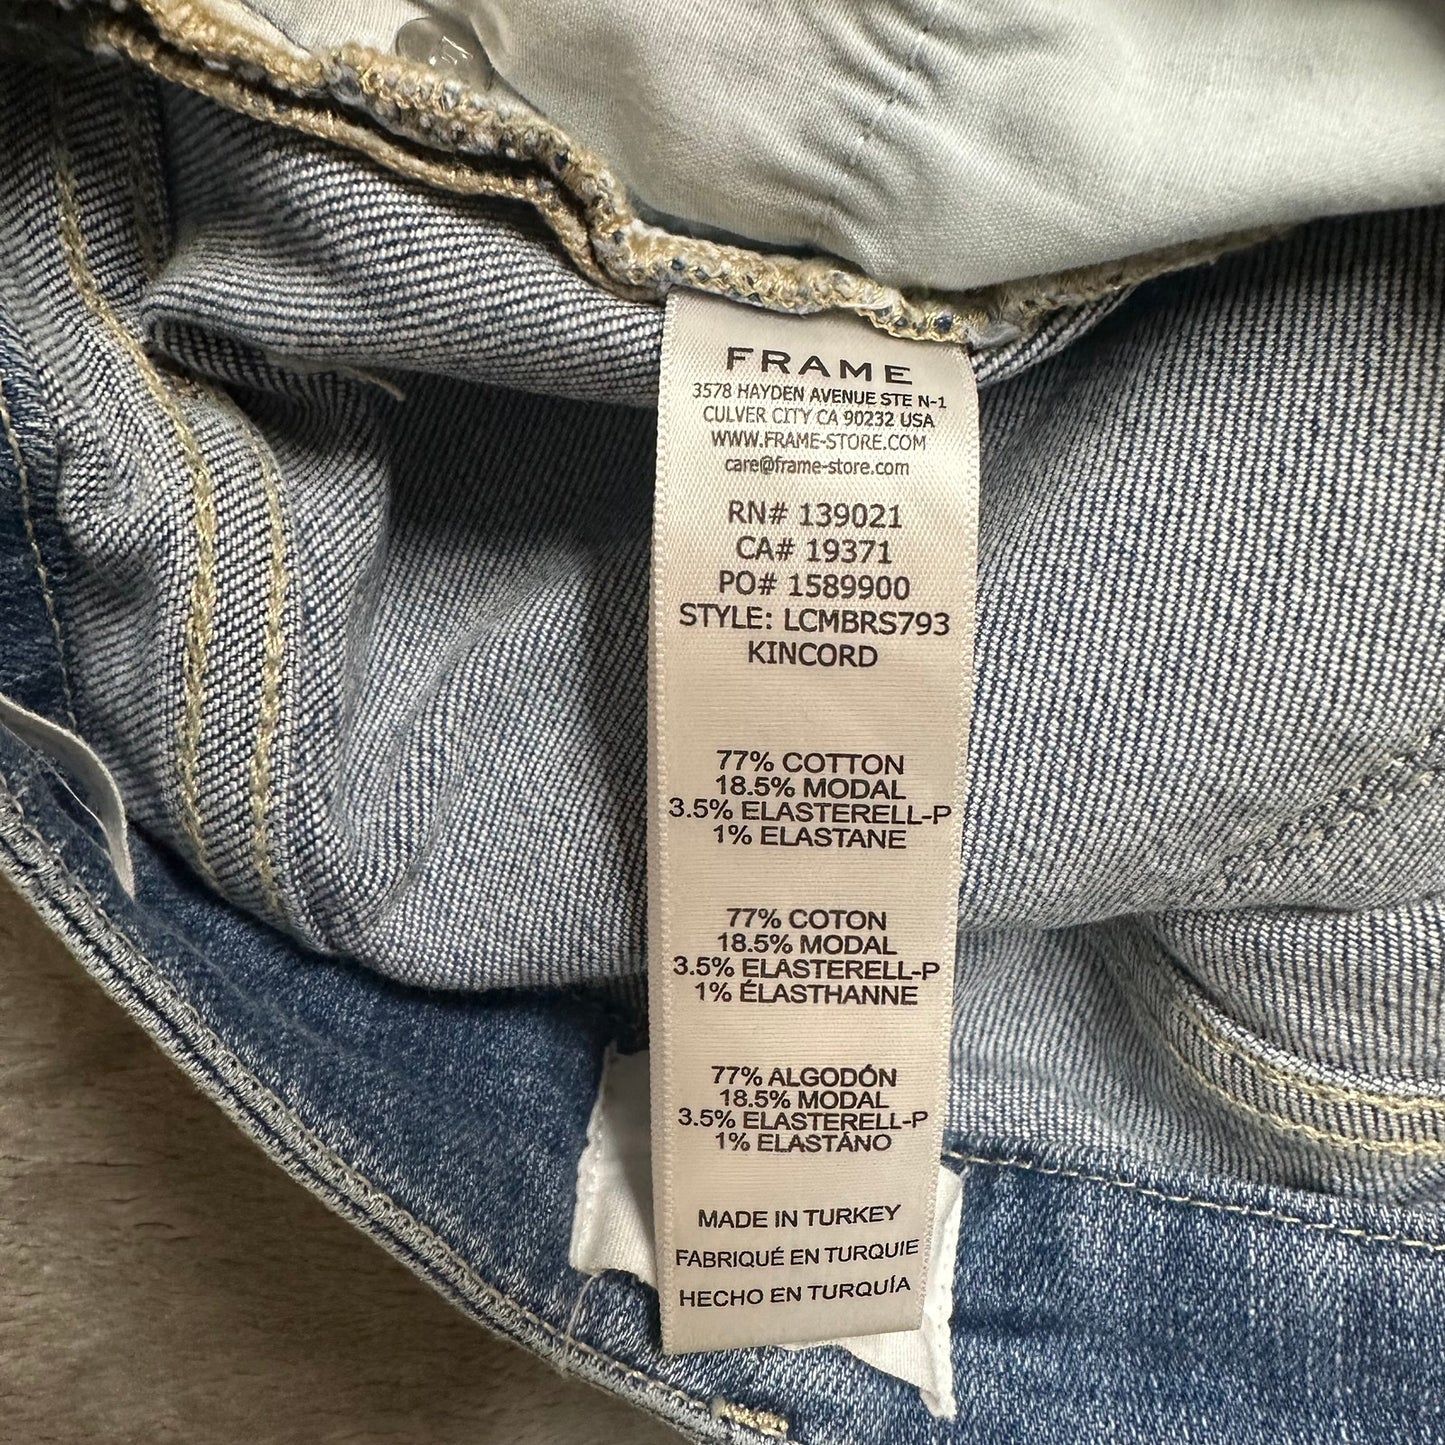 FRAME
3578 HAYDEN AVENUE STE N-1
CULVER CITY CA 90232 USA
WWW.FRAME-STORE.COM
care@frame-store.com
RN# 139021
CA# 19371
PO# 1589900
STYLE: LCMBRS793
KINCORD
77% COTTON
18.5% MODAL
3.5% ELASTERELL-P
1% ELASTANE
77% COTON
18.5% MODAL
3.5% ELASTERELL-P
1% ÉLASTHANNE
77% ALGODÓN
18.5% MODAL
3.5% ELASTERELL-P
1% ELASTÁNO
MADE IN TURKEY
FABRIQUÉ EN TURQUIE
HECHO EN TURQUÍA